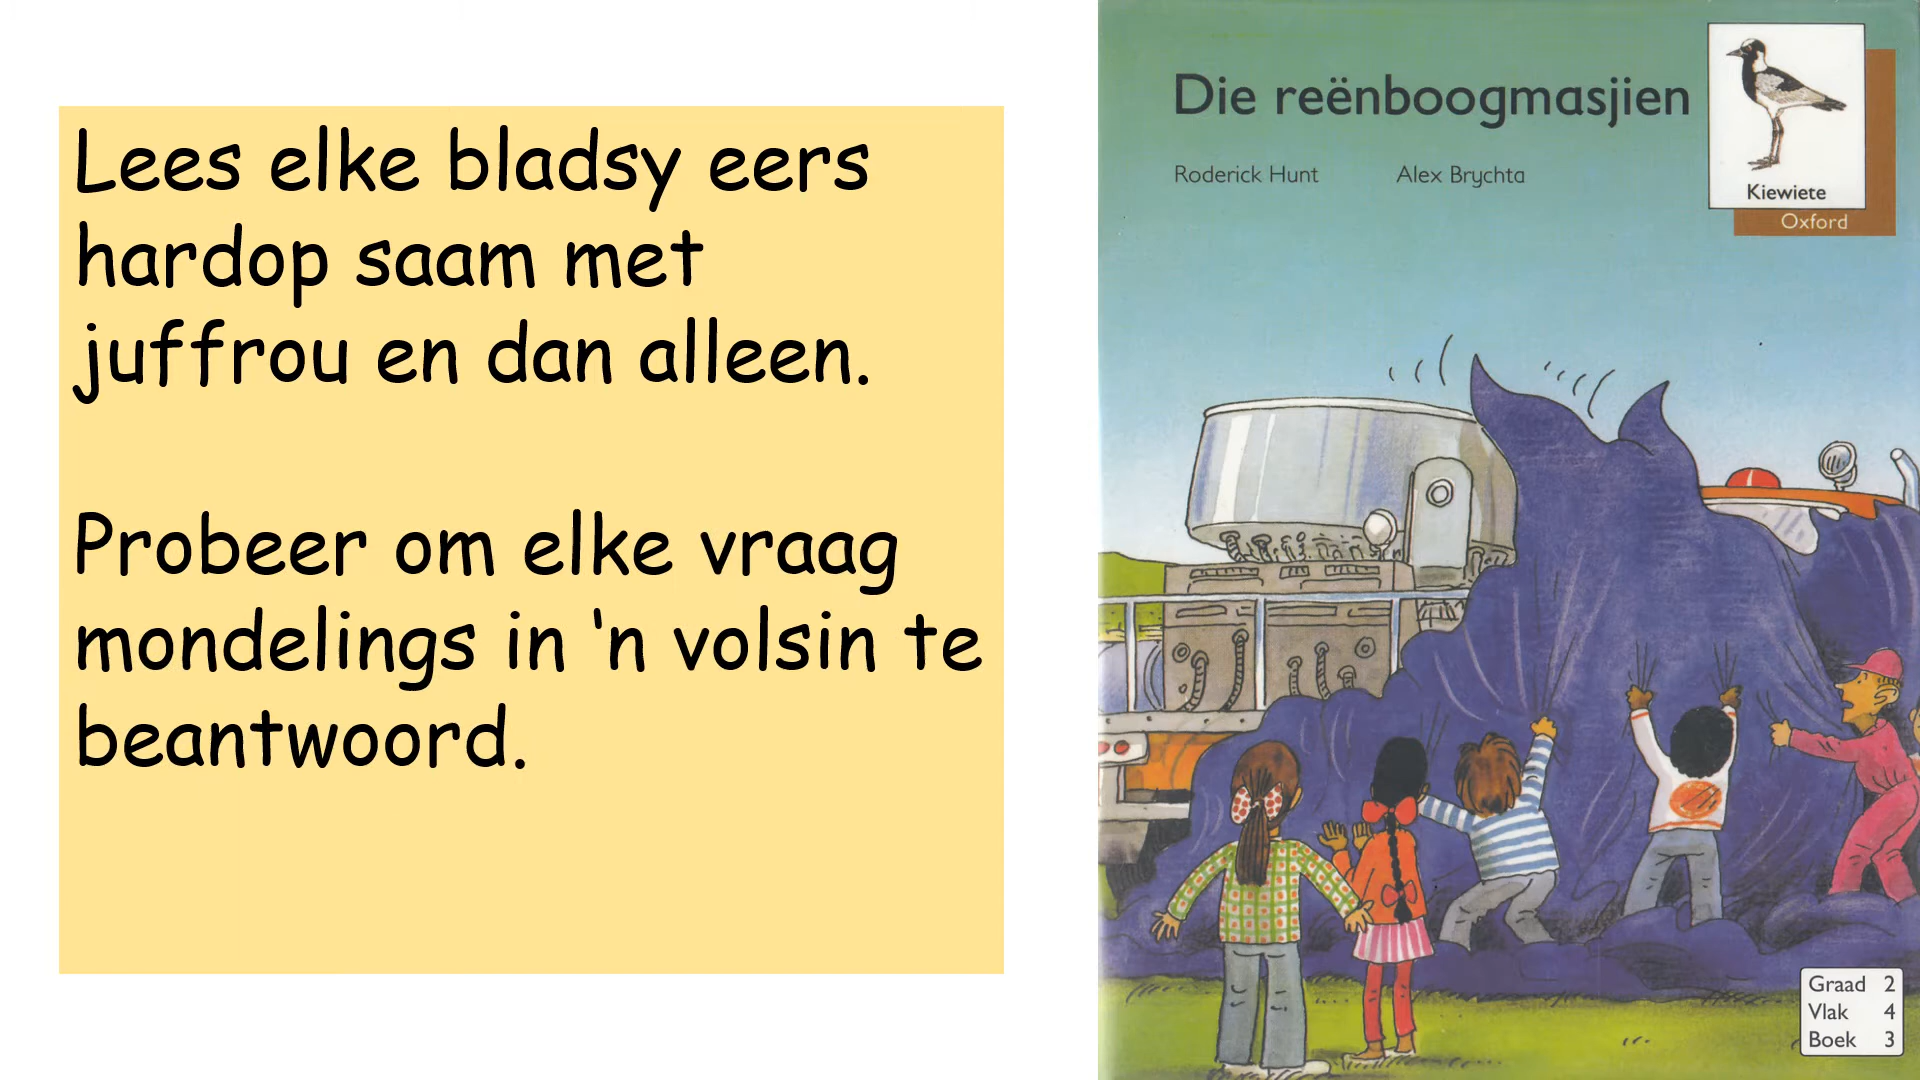 Lees elke bladsy eers
hardop saam met
juffrou en dan alleen.
Probeer om elke vraag
mondelings in ‘n volsin te
beantwoord.
Die reënboogmasjien
Roderick Hunt Alex Brychta
Kiewiete
Oxford
Graad 2
Vlak 4
Boek 3